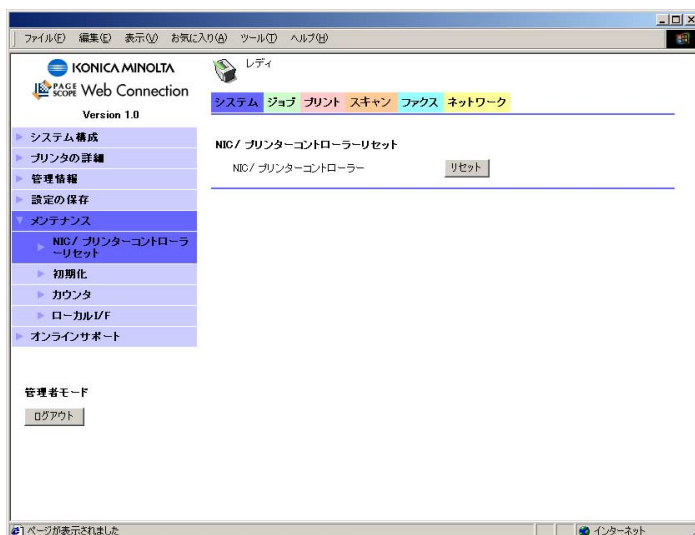 ファイル(F) 編集(E) 表示(V) お気に入り(A) ツール(T) ヘルプ(H)
KONICA MINOLTA
PAGE SCOPE Web Connection
Version 1.0
レディ
システム ジョブ プリント スキャン ファクス ネットワーク
システム構成
プリンタの詳細
管理情報
設定の保存
メンテナンス
NIC/ プリンターコントローラ
ーリセット
初期化
カウンタ
ローカルI/F
オンラインサポート
NIC/ プリンターコントローラーリセット
NIC/ プリンターコントローラー リセット
管理者モード
ログアウト
ページが表示されました インターネット